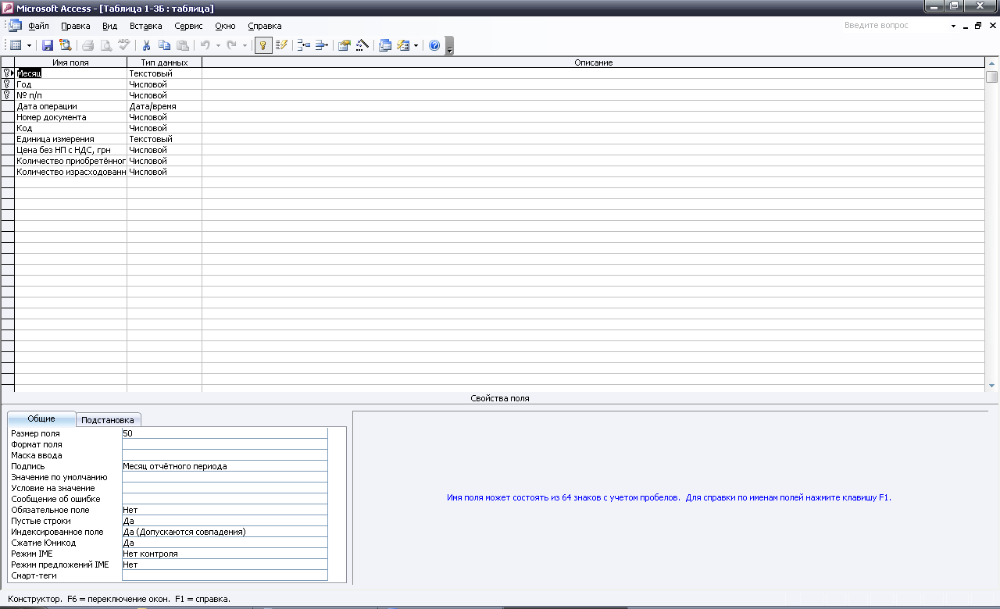 Microsoft Access - [Таблица 1-3Б : таблица]
Файл Правка Вид Вставка Сервис Окно Справка Введите вопрос
Имя поля Тип данных Описание
Месяц Текстовый
Год Числовой
№ п/п Числовой
Дата операции Дата/время
Номер документа Числовой
Код Числовой
Единица измерения Текстовый
Цена без НП с НДС, грн Числовой
Количество приобретённог Числовой
Количество израсходованн Числовой
Свойства поля
Общие Подстановка
Размер поля 50
Формат поля
Маска ввода
Подпись Месяц отчётного периода
Значение по умолчанию
Условие на значение
Сообщение об ошибке
Обязательное поле Нет
Пустые строки Да
Индексированное поле Да (Допускаются совпадения)
Сжатие Юникод Да
Режим IME Нет контроля
Режим предложений IME Нет
Смарт-теги
Имя поля может состоять из 64 знаков с учетом пробелов. Для справки по именам полей нажмите клавишу F1.
Конструктор. F6 = переключение окон. F1 = справка.